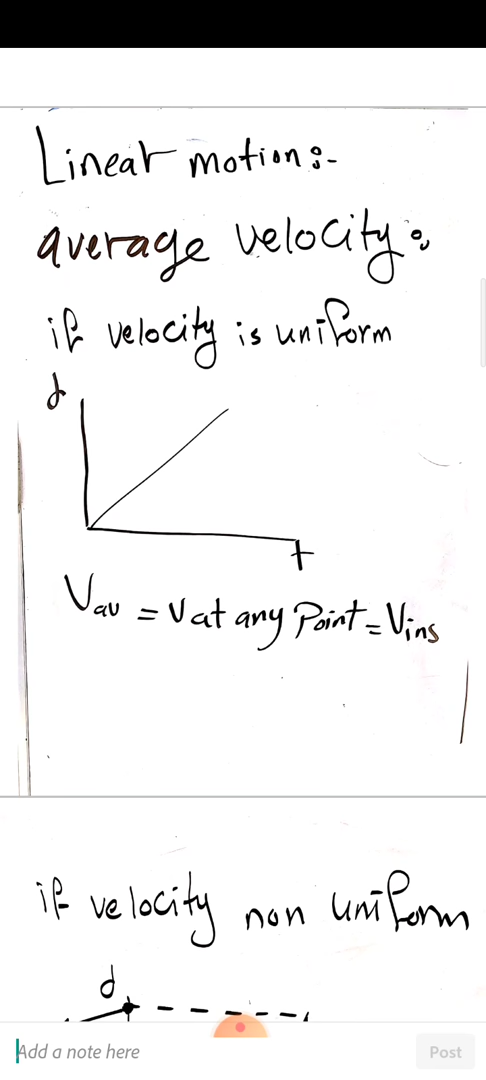 Linear motion:-
average velocity:
if velocity is uniform
d
t
Vav = V at any Point = Vins
if velocity non uniform
d
Add a note here
Post